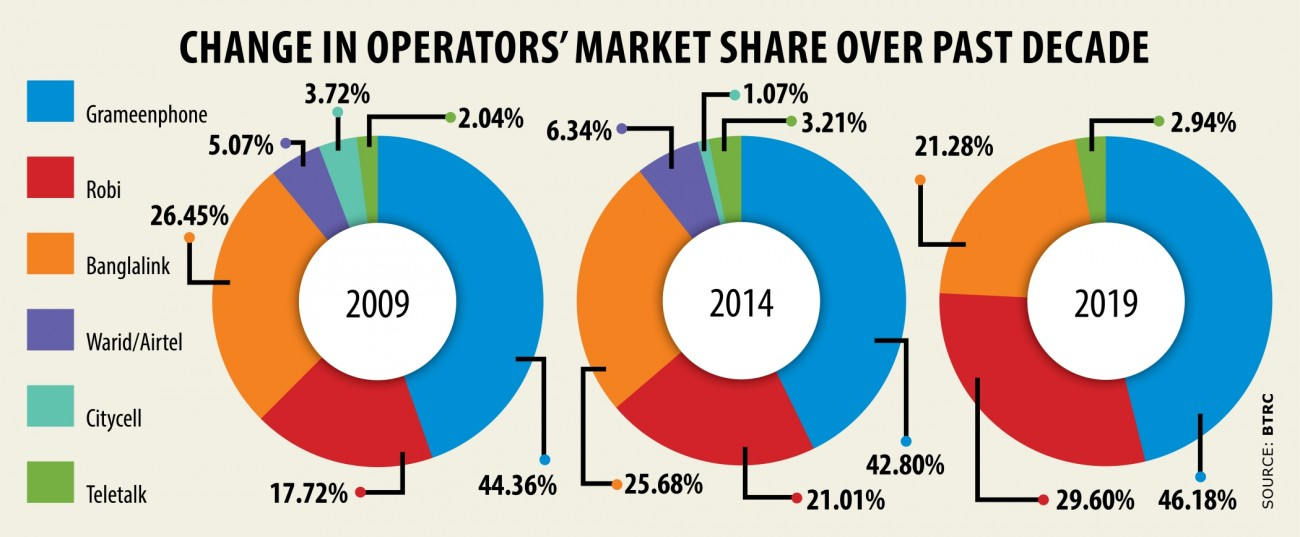 CHANGE IN OPERATORS' MARKET SHARE OVER PAST DECADE
Grameenphone
Robi
Banglalink
Warid/Airtel
Citycell
Teletalk
3.72%
2.04%
5.07%
26.45%
2009
17.72%
44.36%
1.07%
6.34%
3.21%
2014
42.80%
25.68%
21.01%
2.94%
21.28%
2019
29.60%
46.18%
SOURCE: BTRC